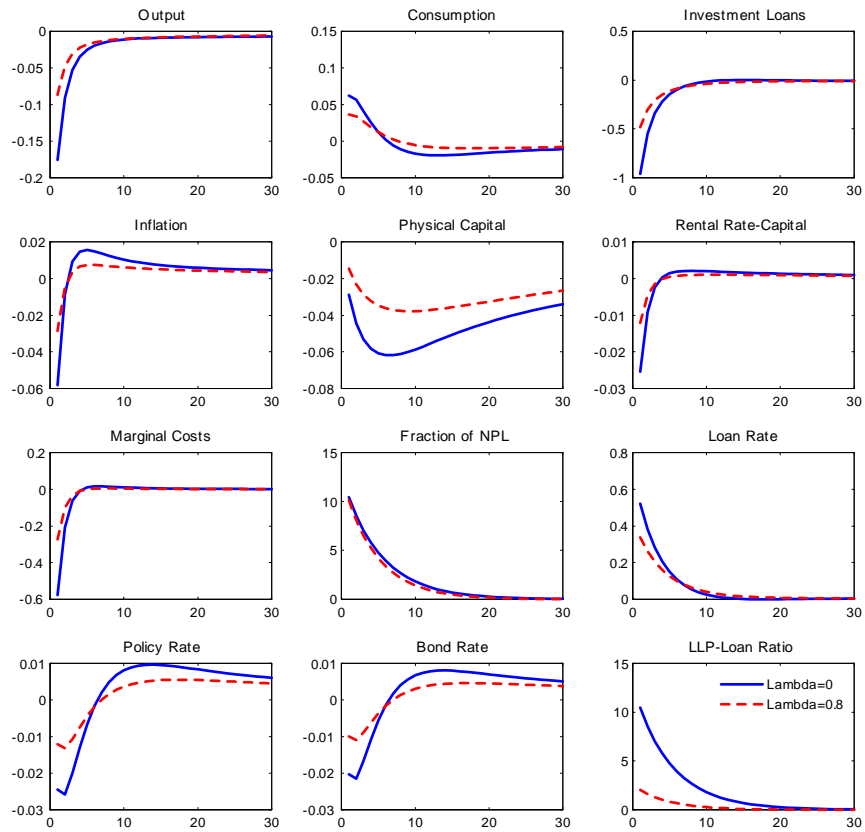 Output
0
-0.05
-0.1
-0.15
-0.2
0 10 20 30
Consumption
0.15
0.1
0.05
0
-0.05
0 10 20 30
Investment Loans
0.5
0
-0.5
-1
0 10 20 30
Inflation
0.02
0
-0.02
-0.04
-0.06
0 10 20 30
Physical Capital
0
-0.02
-0.04
-0.06
-0.08
0 10 20 30
Rental Rate-Capital
0.01
0
-0.01
-0.02
-0.03
0 10 20 30
Marginal Costs
0.2
0
-0.2
-0.4
-0.6
0 10 20 30
Fraction of NPL
15
10
5
0
0 10 20 30
Loan Rate
0.8
0.6
0.4
0.2
0
0 10 20 30
Policy Rate
0.01
0
-0.01
-0.02
-0.03
0 10 20 30
Bond Rate
0.01
0
-0.01
-0.02
-0.03
0 10 20 30
LLP-Loan Ratio
15
10
5
0
0 10 20 30
Lambda=0
Lambda=0.8